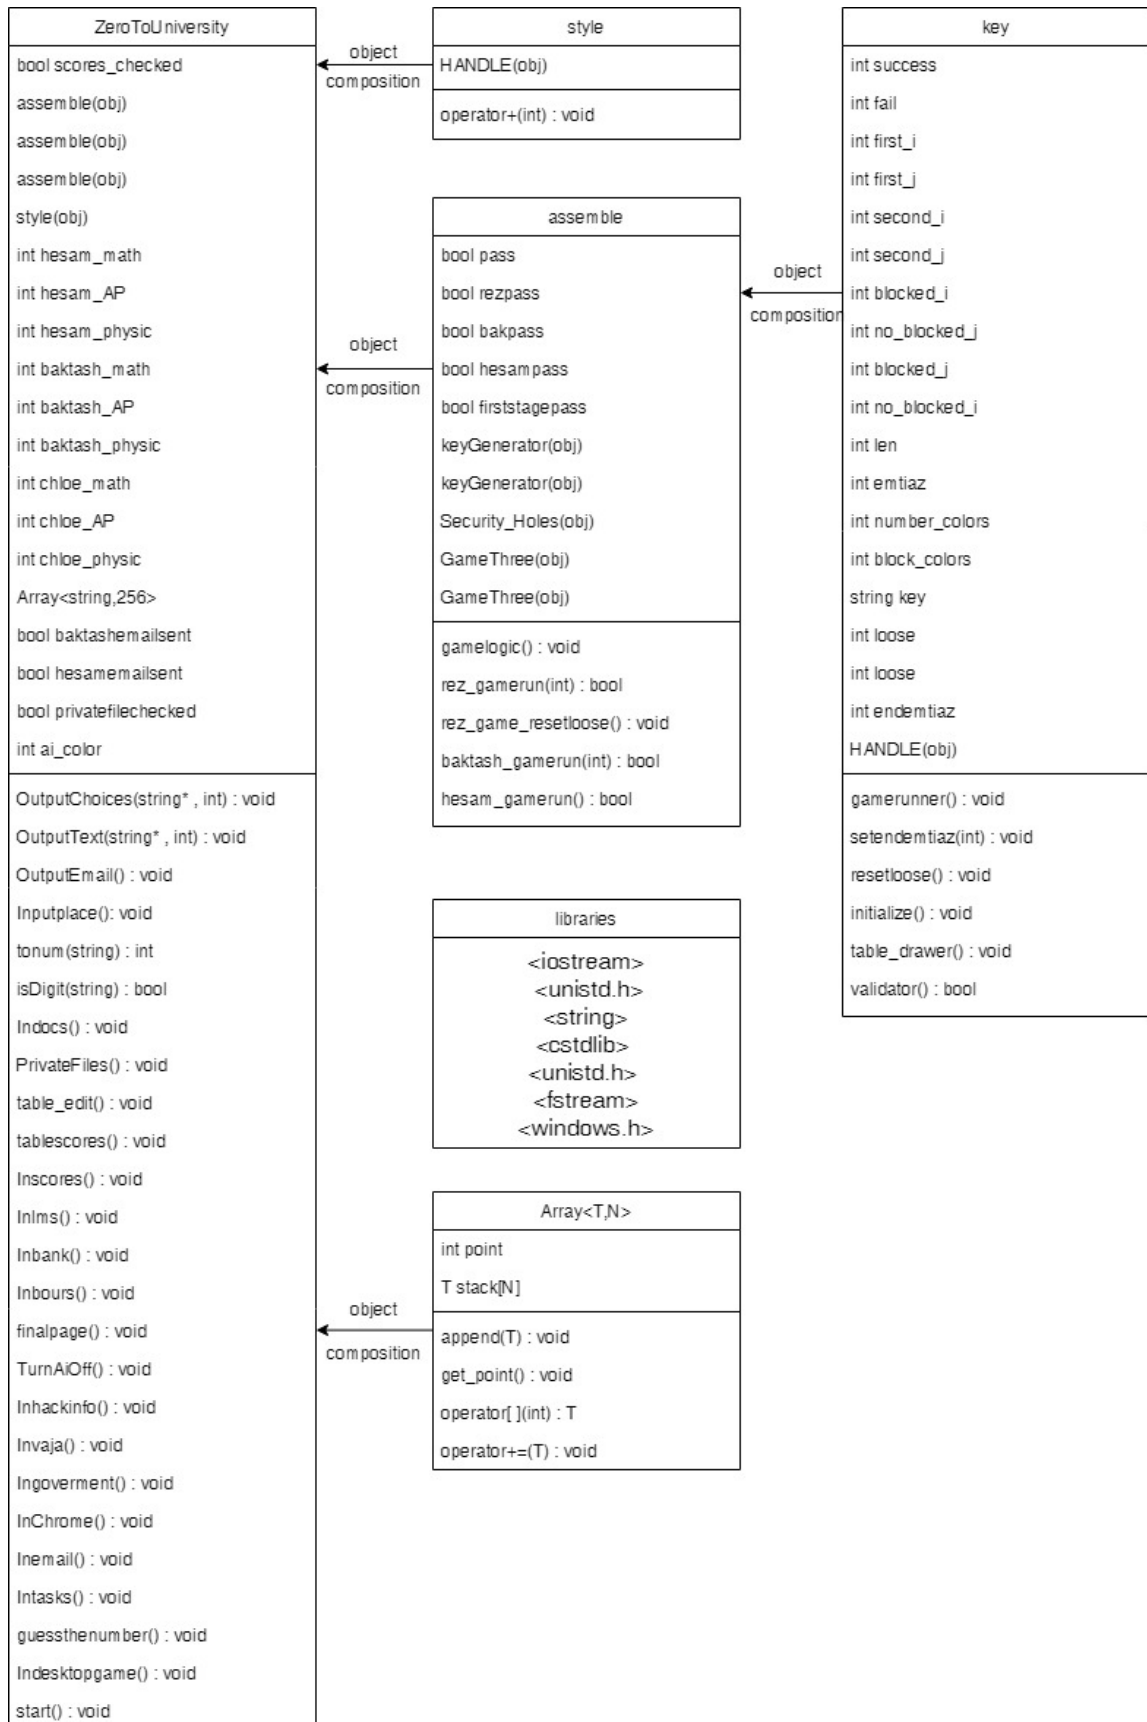 ZeroToUniversity
bool scores_checked
assemble(obj)
assemble(obj)
assemble(obj)
style(obj)
int hesam_math
int hesam_AP
int hesam_physic
int baktash_math
int baktash_AP
int baktash_physic
int chloe_math
int chloe_AP
int chloe_physic
Array<string,256>
bool baktashemailsent
bool hesamemailsent
bool privatefilechecked
int ai_color
OutputChoices(string* , int) : void
OutputText(string* , int) : void
OutputEmail() : void
Inputplace(): void
tonum(string) : int
isDigit(string) : bool
Indocs() : void
PrivateFiles() : void
table_edit() : void
tablescores() : void
Inscores() : void
Inlms() : void
Inbank() : void
Inbours() : void
finalpage() : void
TurnAiOff() : void
Inhackinfo() : void
Invaja() : void
Ingoverment() : void
InChrome() : void
Inemail() : void
Intasks() : void
guessthenumber() : void
Indesktopgame() : void
start() : void
object
composition
style
HANDLE(obj)
operator+(int) : void
object
composition
assemble
bool pass
bool rezpass
bool bakpass
bool hesampass
bool firststagepass
keyGenerator(obj)
keyGenerator(obj)
Security_Holes(obj)
GameThree(obj)
GameThree(obj)
gamelogic() : void
rez_gamerun(int) : bool
rez_game_resetloose() : void
baktash_gamerun(int) : bool
hesam_gamerun() : bool
libraries
<iostream>
<unistd.h>
<string>
<cstdlib>
<unistd.h>
<fstream>
<windows.h>
object
composition
Array<T,N>
int point
T stack[N]
append(T) : void
get_point() : void
operator[ ](int) : T
operator+=(T) : void
object
composition
key
int success
int fail
int first_i
int first_j
int second_i
int second_j
int blocked_i
int no_blocked_j
int blocked_j
int no_blocked_i
int len
int emtiaz
int number_colors
int block_colors
string key
int loose
int loose
int endemtiaz
HANDLE(obj)
gamerunner() : void
setendemtiaz(int) : void
resetloose() : void
initialize() : void
table_drawer() : void
validator() : bool